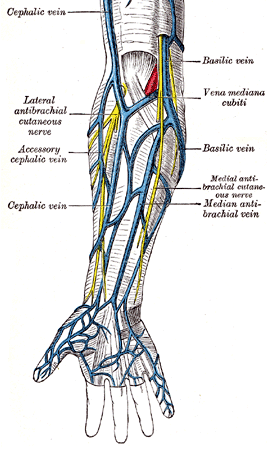 Cephalic vein
Basilic vein
Vena mediana
cubiti
Lateral
antibrachial
cutaneous
nerve
Accessory
cephalic vein
Basilic vein
Medial anti-
brachial cutane-
ous nerve
Cephalic vein
Median anti-
brachial vein